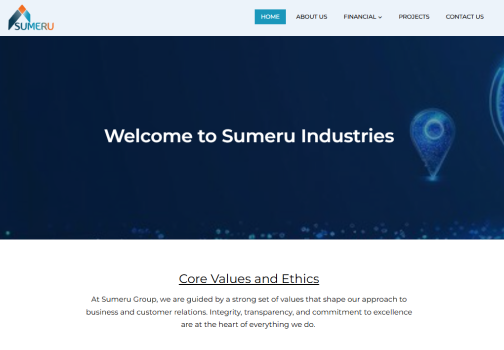 SUMERU
HOME
ABOUT US
FINANCIAL
PROJECTS
CONTACT US
Welcome to Sumeru Industries
Core Values and Ethics
At Sumeru Group, we are guided by a strong set of values that shape our approach to
business and customer relations. Integrity, transparency, and commitment to excellence
are at the heart of everything we do.